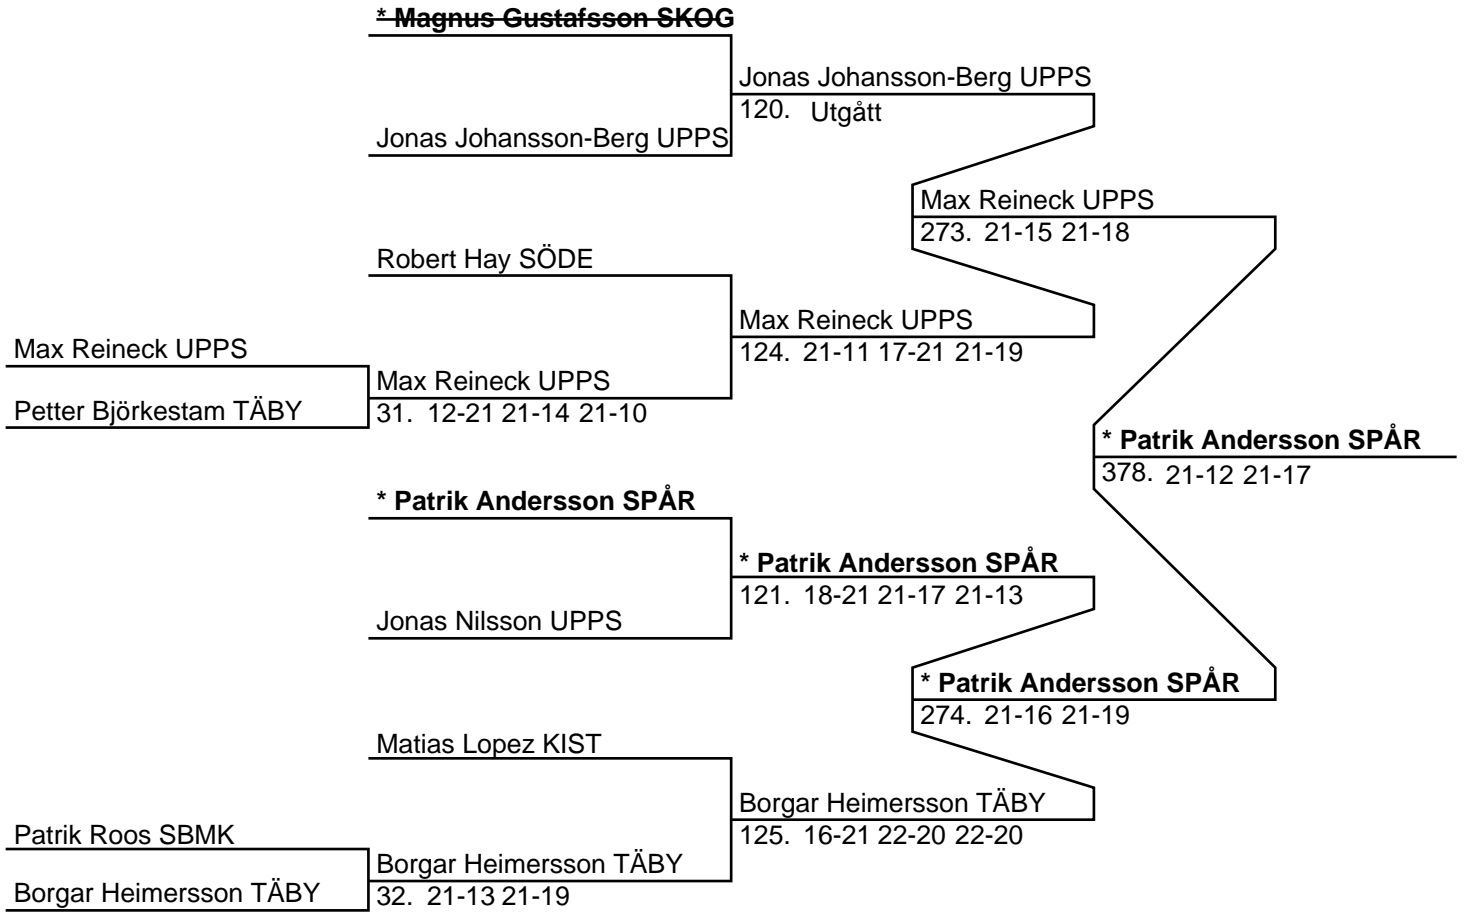 * Magnus Gustafsson SKOG
Jonas Johansson-Berg UPPS
120. Utgått
Jonas Johansson-Berg UPPS
Max Reineck UPPS
273. 21-15 21-18
Robert Hay SÖDE
Max Reineck UPPS
124. 21-11 17-21 21-19
Max Reineck UPPS
Max Reineck UPPS
31. 12-21 21-14 21-10
Petter Björkestam TÄBY
* Patrik Andersson SPÅR
378. 21-12 21-17
* Patrik Andersson SPÅR
* Patrik Andersson SPÅR
121. 18-21 21-17 21-13
Jonas Nilsson UPPS
* Patrik Andersson SPÅR
274. 21-16 21-19
Matias Lopez KIST
Borgar Heimersson TÄBY
125. 16-21 22-20 22-20
Patrik Roos SBMK
Borgar Heimersson TÄBY
32. 21-13 21-19
Borgar Heimersson TÄBY